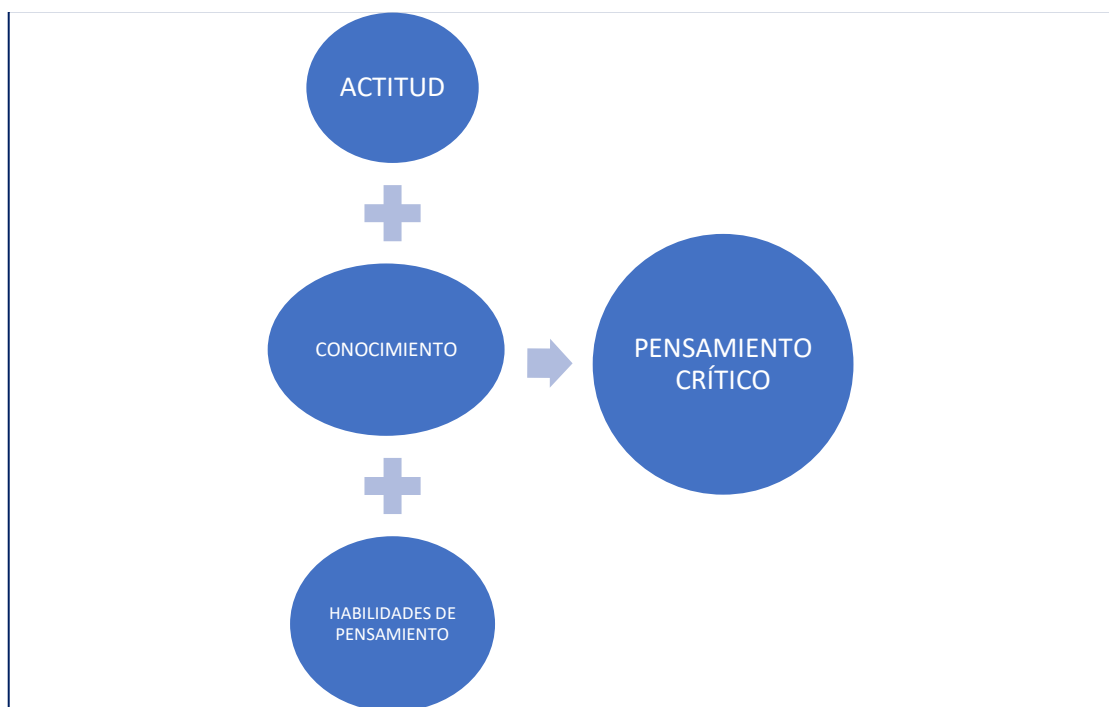 ACTITUD
CONOCIMIENTO
HABILIDADES DE
PENSAMIENTO
PENSAMIENTO
CRÍTICO